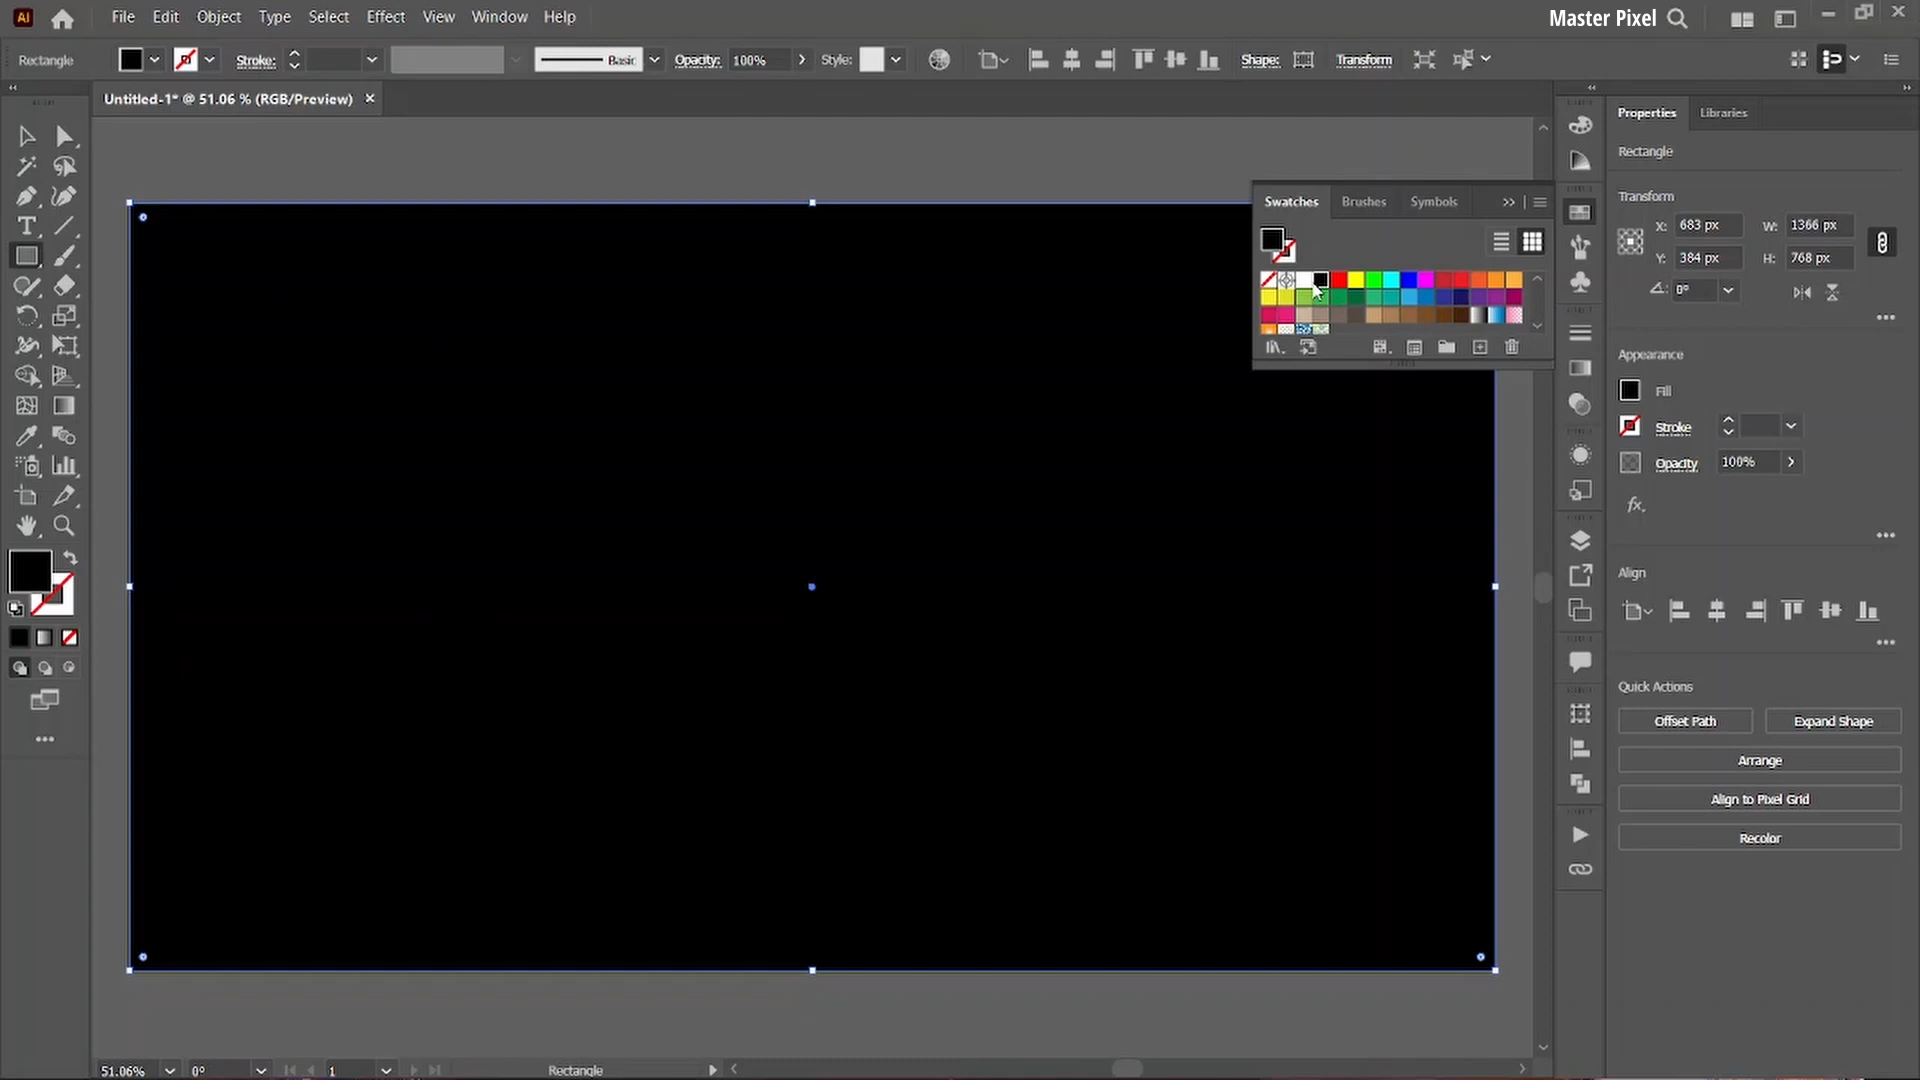 Ai File Edit Object Type Select Effect View Window Help Master Pixel
Rectangle Stroke: Basic Opacity: 100% Style: Shape: Transform
Untitled-1* @ 51.06 % (RGB/Preview)
Properties Libraries
Rectangle
Transform
X: 683 px W: 1366 px
Y: 384 px H: 768 px
0°
Swatches Brushes Symbols
Appearance
Fill
Stroke
Opacity 100%
fx.
Align
Quick Actions
Offset Path Expand Shape
Arrange
Align to Pixel Grid
Recolor
51.06% 0° 1 Rectangle